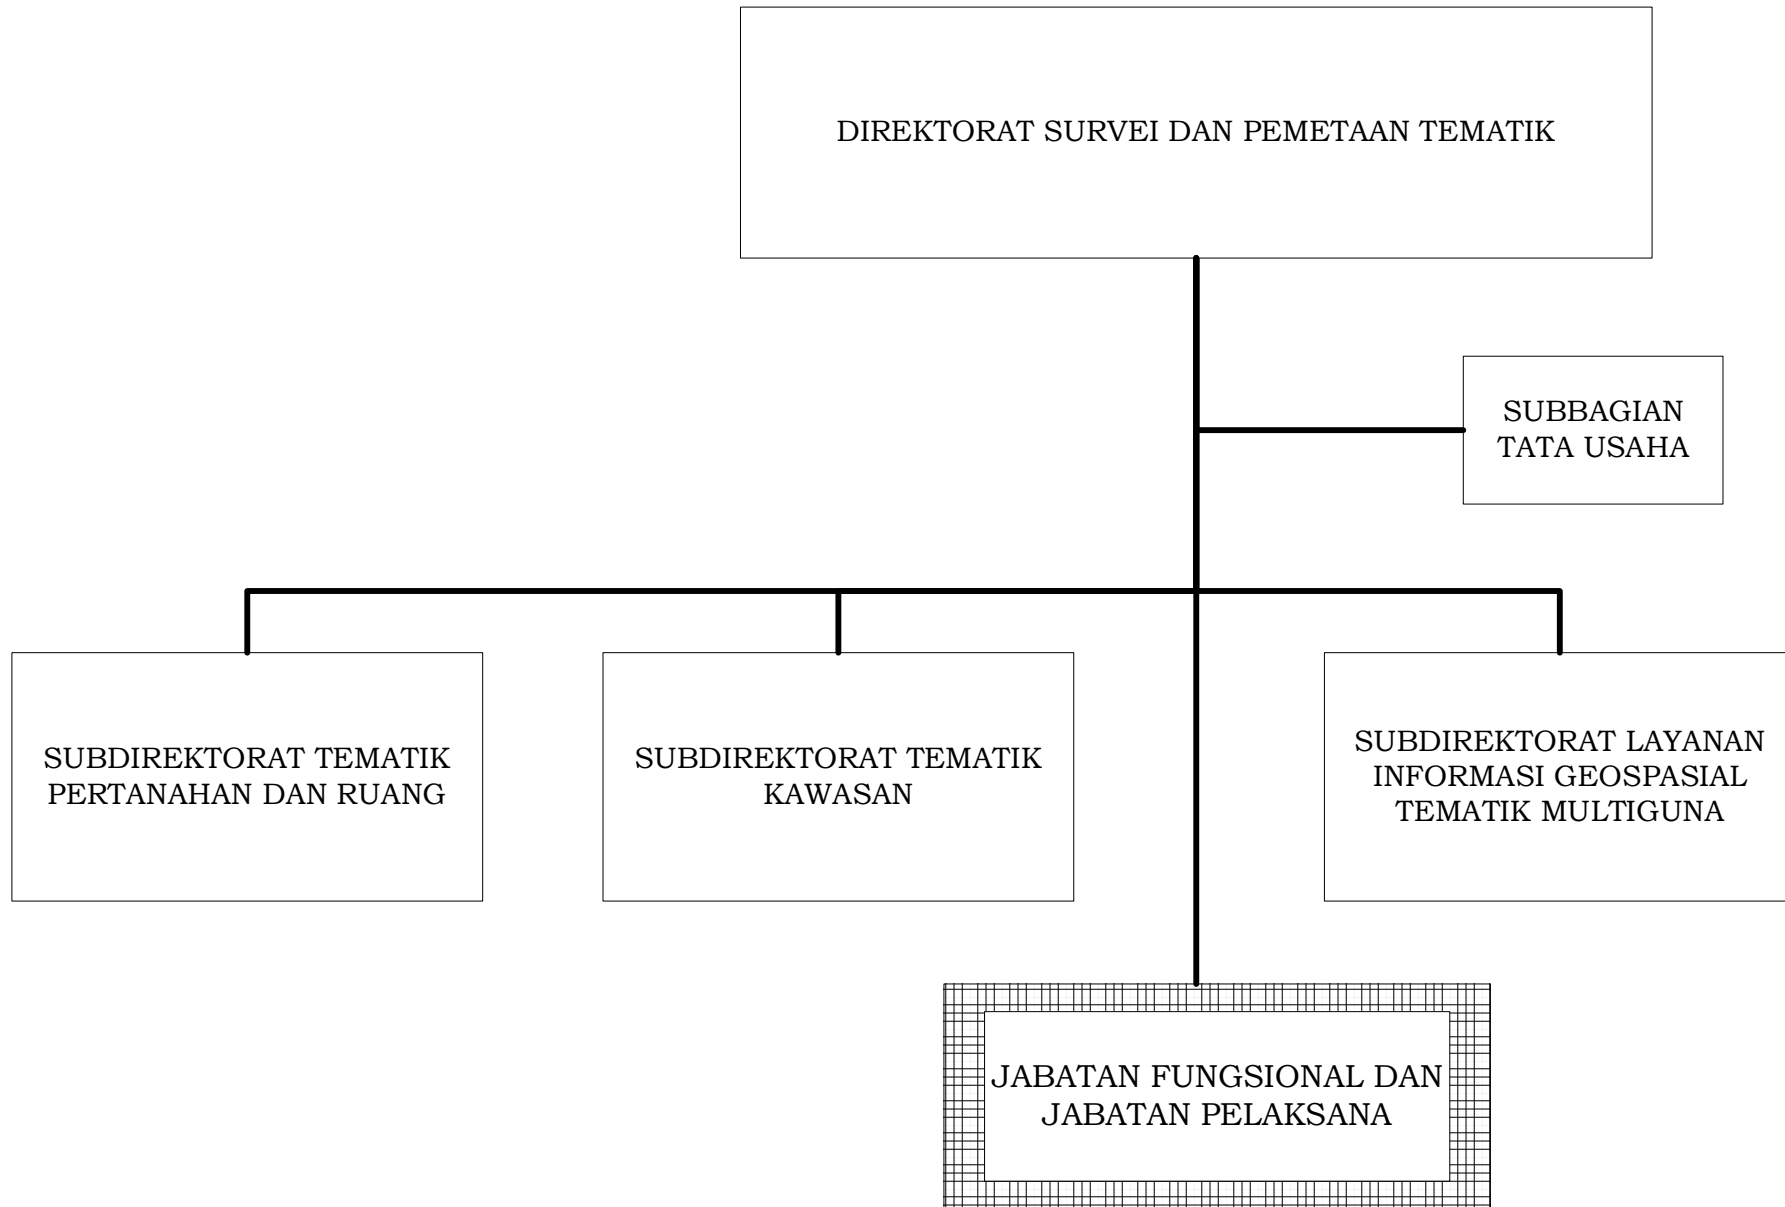 DIREKTORAT SURVEI DAN PEMETAAN TEMATIK
SUBBAGIAN
TATA USAHA
SUBDIREKTORAT TEMATIK
PERTANAHAN DAN RUANG
SUBDIREKTORAT TEMATIK
KAWASAN
SUBDIREKTORAT LAYANAN
INFORMASI GEOSPASIAL
TEMATIK MULTIGUNA
JABATAN FUNGSIONAL DAN
JABATAN PELAKSANA